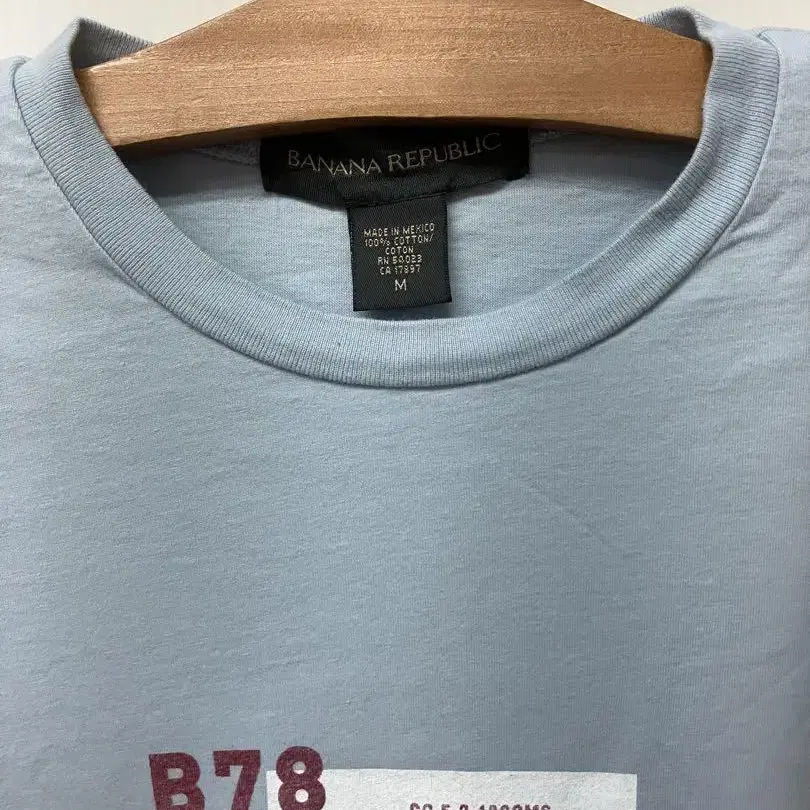 BANANA REPUBLIC
MADE IN MEXICO
100% COTTON/
COTON
RN 54023
CA 17897
M
B78